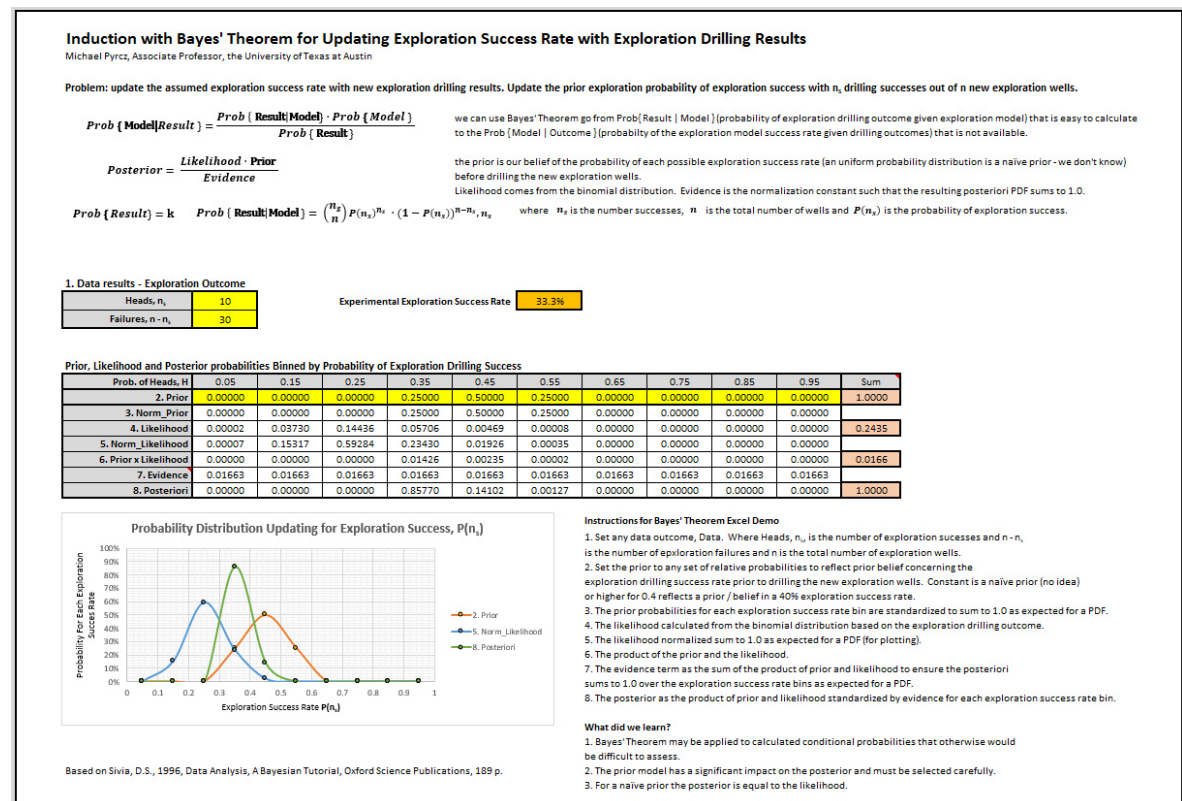 Induction with Bayes' Theorem for Updating Exploration Success Rate with Exploration Drilling Results
Michael Pyrcz, Associate Professor, the University of Texas at Austin
Problem: update the assumed exploration success rate with new exploration drilling results. Update the prior exploration probability of exploration success with nₛ drilling successes out of n new exploration wells.
Prob { Model|Result } = Prob { Result|Model} · Prob { Model } / Prob { Result }
we can use Bayes' Theorem go from Prob{Result | Model }(probability of exploration drilling outcome given exploration model) that is easy to calculate
to the Prob {Model | Outcome }(probabilty of the exploration model success rate given drilling outcomes) that is not available.
Posterior = Likelihood · Prior / Evidence
the prior is our belief of the probability of each possible exploration success rate (an uniform probability distribution is a naïve prior - we don't know)
before drilling the new exploration wells.
Likelihood comes from the binomial distribution. Evidence is the normalization constant such that the resulting posteriori PDF sums to 1.0.
Prob {Result} = k Prob { Result|Model } = (nₛ n) P(nₛ)^nₛ · (1 − P(nₛ))^n−nₛ, nₛ where nₛ is the number successes, n is the total number of wells and P(nₛ) is the probability of exploration success.
1. Data results - Exploration Outcome
Heads, nₛ 10 Experimental Exploration Success Rate 33.3%
Failures, n - nₛ 30
Prior, Likelihood and Posterior probabilities Binned by Probability of Exploration Drilling Success
Prob. of Heads, H 0.05 0.15 0.25 0.35 0.45 0.55 0.65 0.75 0.85 0.95 Sum
2. Prior 0.00000 0.00000 0.00000 0.25000 0.50000 0.25000 0.00000 0.00000 0.00000 0.00000 1.0000
3. Norm_Prior 0.00000 0.00000 0.00000 0.25000 0.50000 0.25000 0.00000 0.00000 0.00000 0.00000
4. Likelihood 0.00002 0.03730 0.14436 0.05706 0.00469 0.00008 0.00000 0.00000 0.00000 0.00000 0.2435
5. Norm_Likelihood 0.00007 0.15317 0.59284 0.23430 0.01926 0.00035 0.00000 0.00000 0.00000 0.00000
6. Prior x Likelihood 0.00000 0.00000 0.00000 0.01426 0.00235 0.00002 0.00000 0.00000 0.00000 0.00000 0.0166
7. Evidence 0.01663 0.01663 0.01663 0.01663 0.01663 0.01663 0.01663 0.01663 0.01663 0.01663
8. Posteriori 0.00000 0.00000 0.00000 0.85770 0.14102 0.00127 0.00000 0.00000 0.00000 0.00000 1.0000
Probability Distribution Updating for Exploration Success, P(nₛ)
Probability For Each Exploration
Succes Rate
100%
90%
80%
70%
60%
50%
40%
30%
20%
10%
0%
0 0.1 0.2 0.3 0.4 0.5 0.6 0.7 0.8 0.9 1
Exploration Success Rate P(nₛ)
2. Prior
5. Norm_Likelihood
8. Posteriori
Instructions for Bayes' Theorem Excel Demo
1. Set any data outcome, Data. Where Heads, nₛ, is the number of exploration sucesses and n - nₛ
is the number of epxloration failures and n is the total number of exploration wells.
2. Set the prior to any set of relative probabilities to reflect prior belief concerning the
exploration drilling success rate prior to drilling the new exploration wells. Constant is a naïve prior (no idea)
or higher for 0.4 reflects a prior / belief in a 40% exploration success rate.
3. The prior probabilities for each exploration success rate bin are standardized to sum to 1.0 as expected for a PDF.
4. The likelihood calculated from the binomial distribution based on the exploration drilling outcome.
5. The likelihood normalized sum to 1.0 as expected for a PDF (for plotting).
6. The product of the prior and the likelihood.
7. The evidence term as the sum of the product of prior and likelihood to ensure the posteriori
sums to 1.0 over the exploration success rate bins as expected for a PDF.
8. The posterior as the product of prior and likelihood standardized by evidence for each exploration success rate bin.
What did we learn?
1. Bayes' Theorem may be applied to calculated conditional probabilities that otherwise would
be difficult to assess.
2. The prior model has a significant impact on the posterior and must be selected carefully.
3. For a naïve prior the posterior is equal to the likelihood.
Based on Sivia, D.S., 1996, Data Analysis, A Bayesian Tutorial, Oxford Science Publications, 189 p.